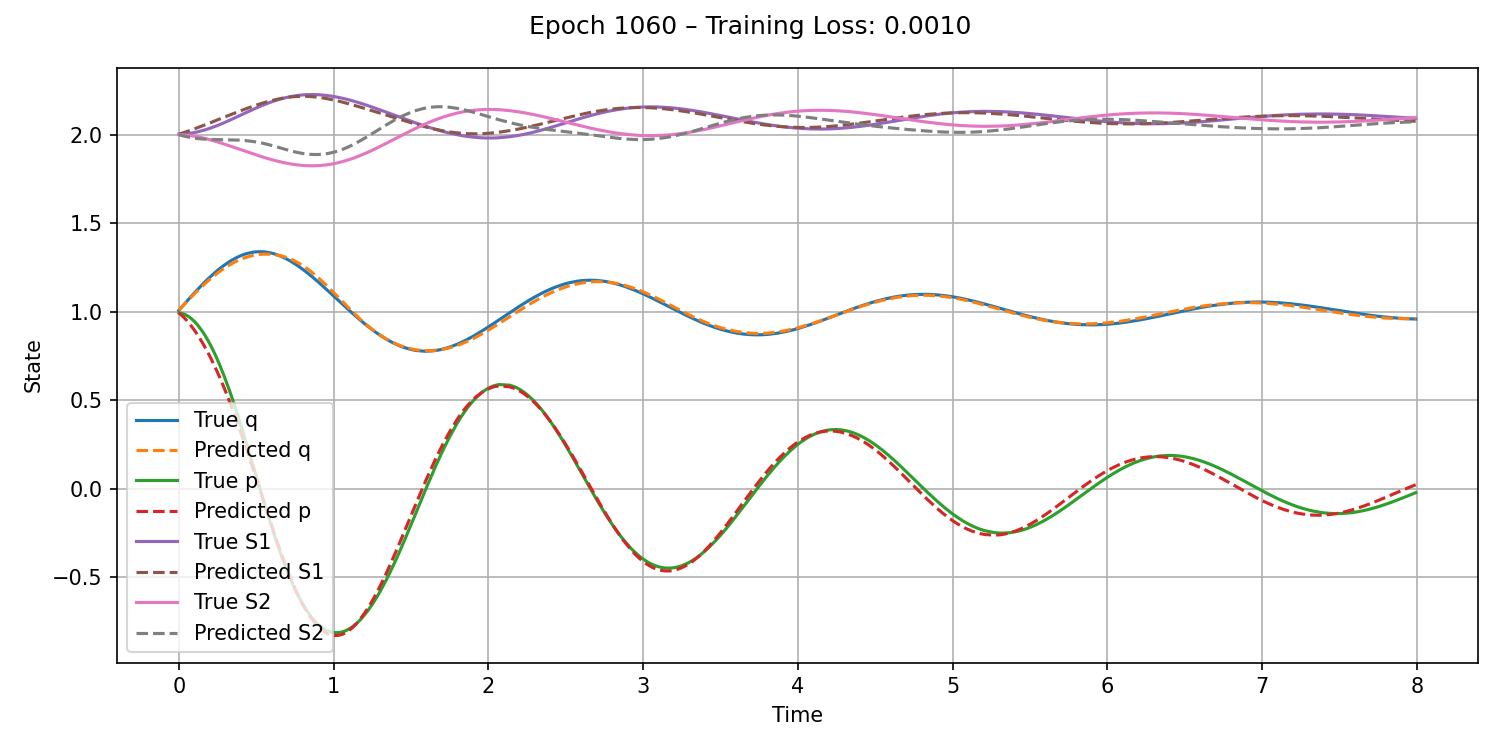 Epoch 1060 – Training Loss: 0.0010
2.0
1.5
1.0
0.5
0.0
−0.5
State
True q
Predicted q
True p
Predicted p
True S1
Predicted S1
True S2
Predicted S2
0 1 2 3 4 5 6 7 8
Time